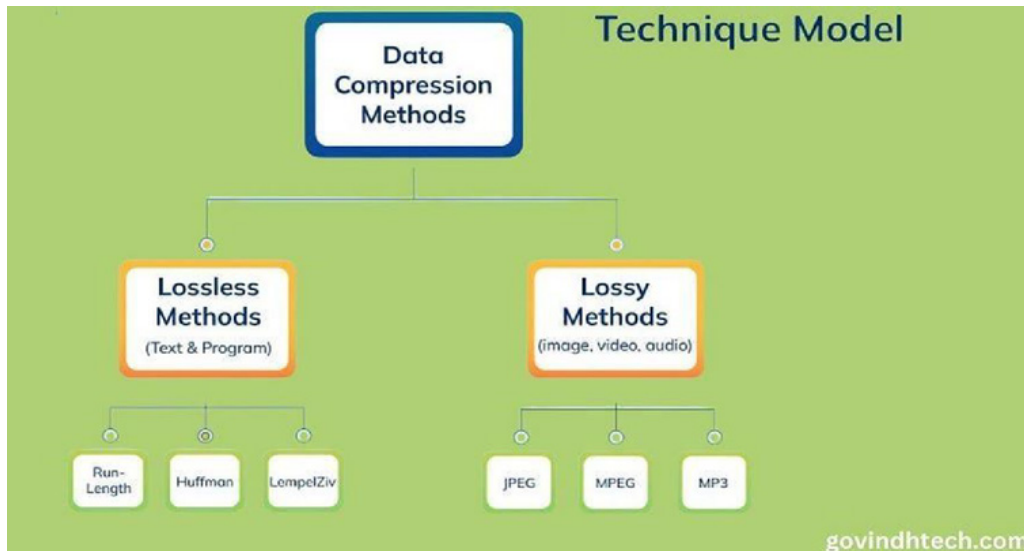 Technique Model
Data
Compression
Methods
Lossless
Methods
(Text & Program)
Lossy
Methods
(image, video, audio)
Run-
Length
Huffman
LempelZiv
JPEG
MPEG
MP3
govindhtech.com